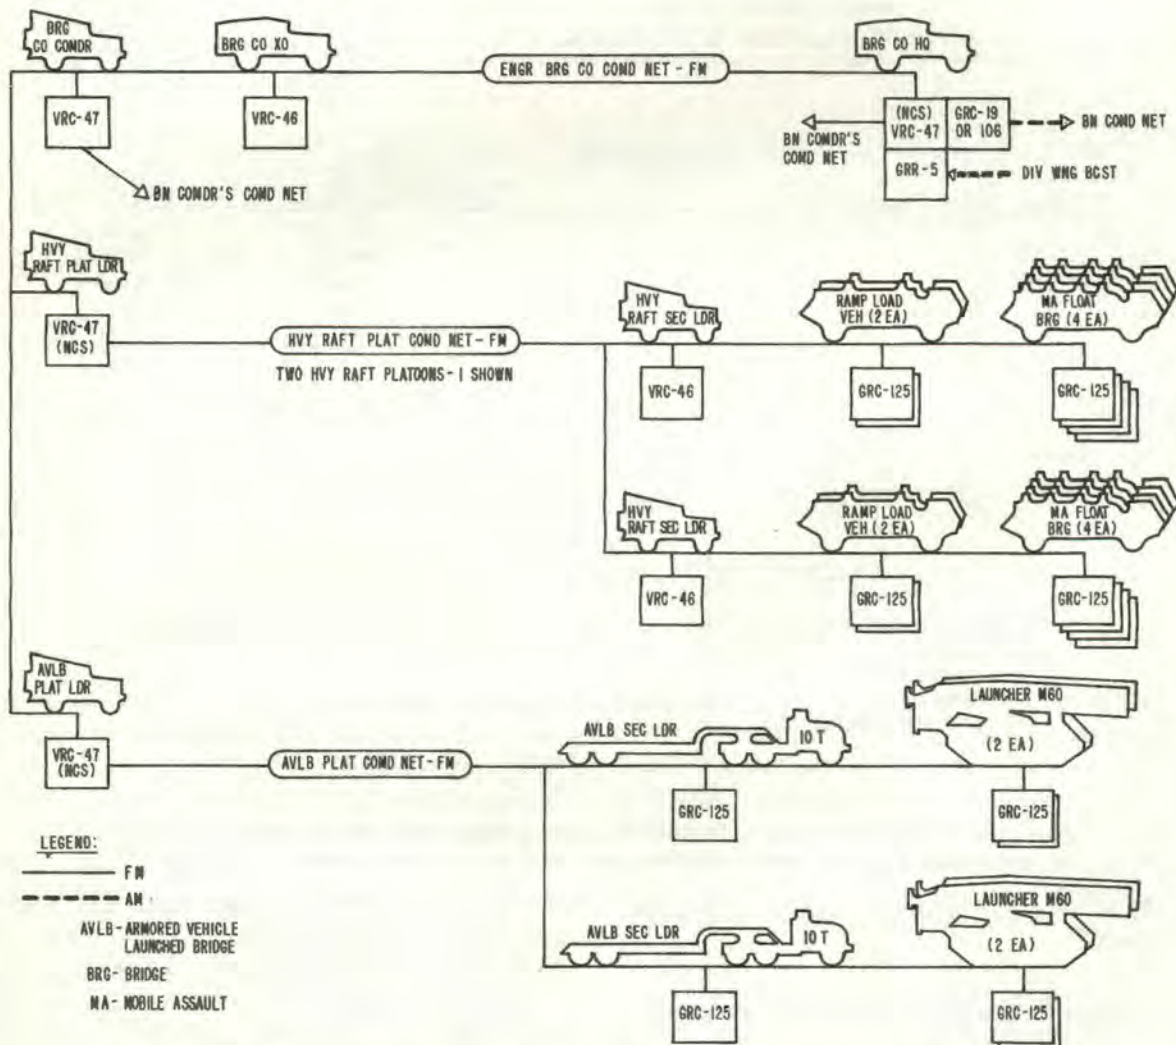 BRG
CO COMDR
BRG CO XO
ENGR BRG CO COMD NET - FM
BRG CO HQ
VRC-47
VRC-46
(NCS)
VRC-47
GRC-19
OR 106
GRR-5
BN COMDR'S
COMD NET
BN COMD NET
DIV WNG BCST
BN COMDR'S COMD NET
HVY
RAFT PLAT LDR
VRC-47
(NCS)
HVY RAFT PLAT COMD NET - FM
TWO HVY RAFT PLATOONS - 1 SHOWN
HVY
RAFT SEC LDR
RAMP LOAD
VEH (2 EA)
MA FLOAT
BRG (4 EA)
VRC-46
GRC-125
GRC-125
HVY
RAFT SEC LDR
RAMP LOAD
VEH (2 EA)
MA FLOAT
BRG (4 EA)
VRC-46
GRC-125
GRC-125
AVLB
PLAT LDR
VRC-47
(NCS)
AVLB PLAT COMD NET - FM
AVLB SEC LDR
10 T
LAUNCHER M60
(2 EA)
GRC-125
GRC-125
AVLB SEC LDR
10 T
LAUNCHER M60
(2 EA)
GRC-125
GRC-125
LEGEND:
FM
AM
AVLB - ARMORED VEHICLE
LAUNCHED BRIDGE
BRG - BRIDGE
MA - MOBILE ASSAULT